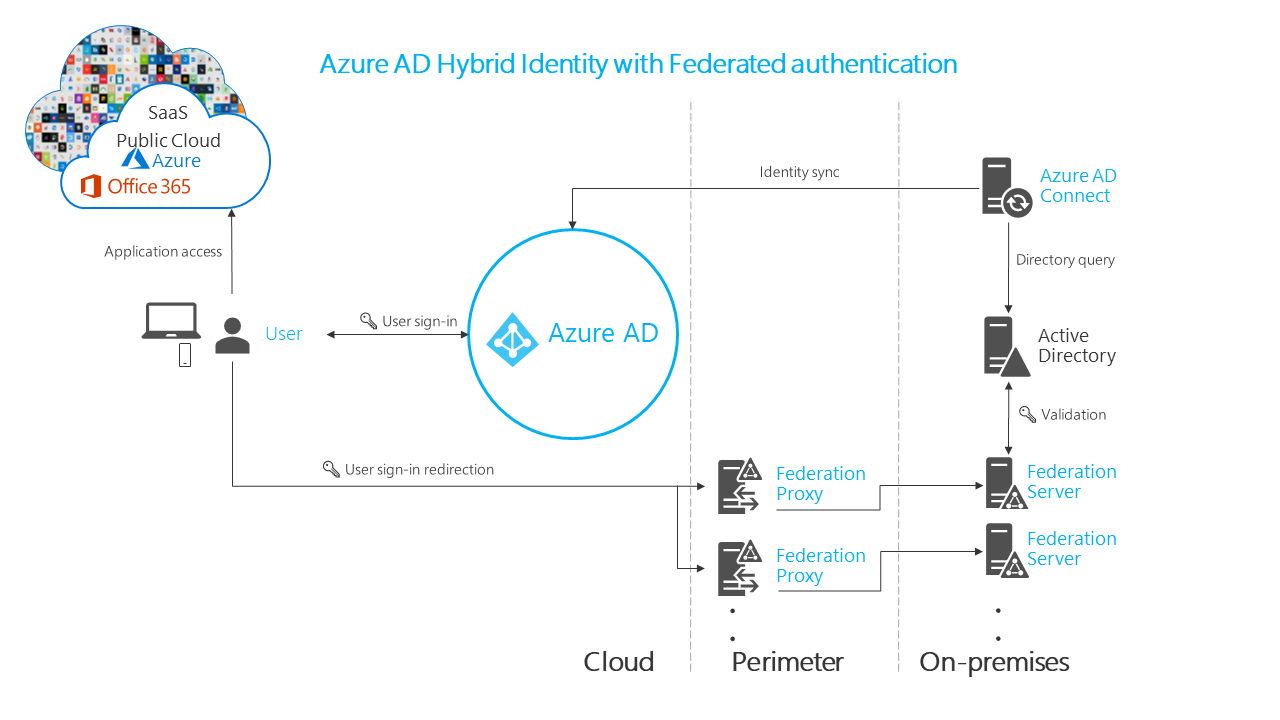 Azure AD Hybrid Identity with Federated authentication
SaaS
Public Cloud
Azure
Office 365
Identity sync
Azure AD
Connect
Application access
Directory query
User
User sign-in
Azure AD
Active
Directory
Validation
User sign-in redirection
Federation
Proxy
Federation
Server
Federation
Proxy
Federation
Server
Cloud
Perimeter
On-premises